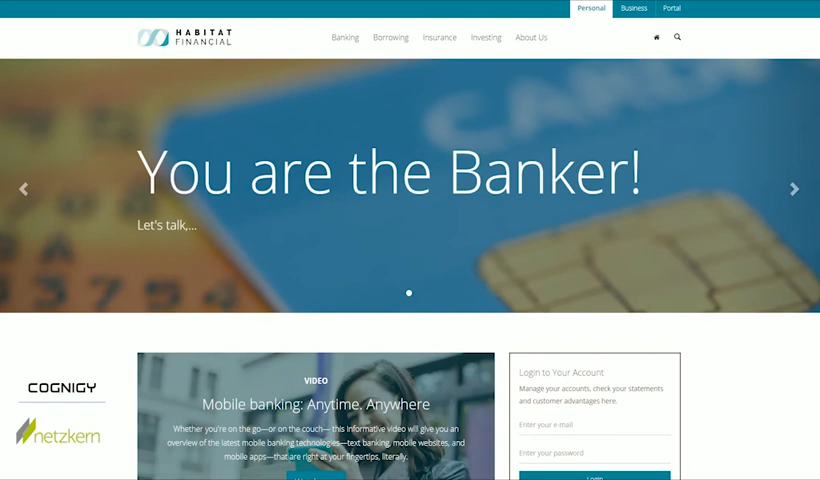 Personal Business Portal
HABITAT
FINANCIAL
Banking Borrowing Insurance Investing About Us
You are the Banker!
Let's talk,...
COGNIGY
netzkern
VIDEO
Mobile banking: Anytime. Anywhere
Whether you're on the go—or on the couch— this informative video will give you an
overview of the latest mobile banking technologies—text banking, mobile websites, and
mobile apps—that are right at your fingertips, literally.
Login to Your Account
Manage your accounts, check your statements
and customer advantages here.
Enter your e-mail
Enter your password
Login